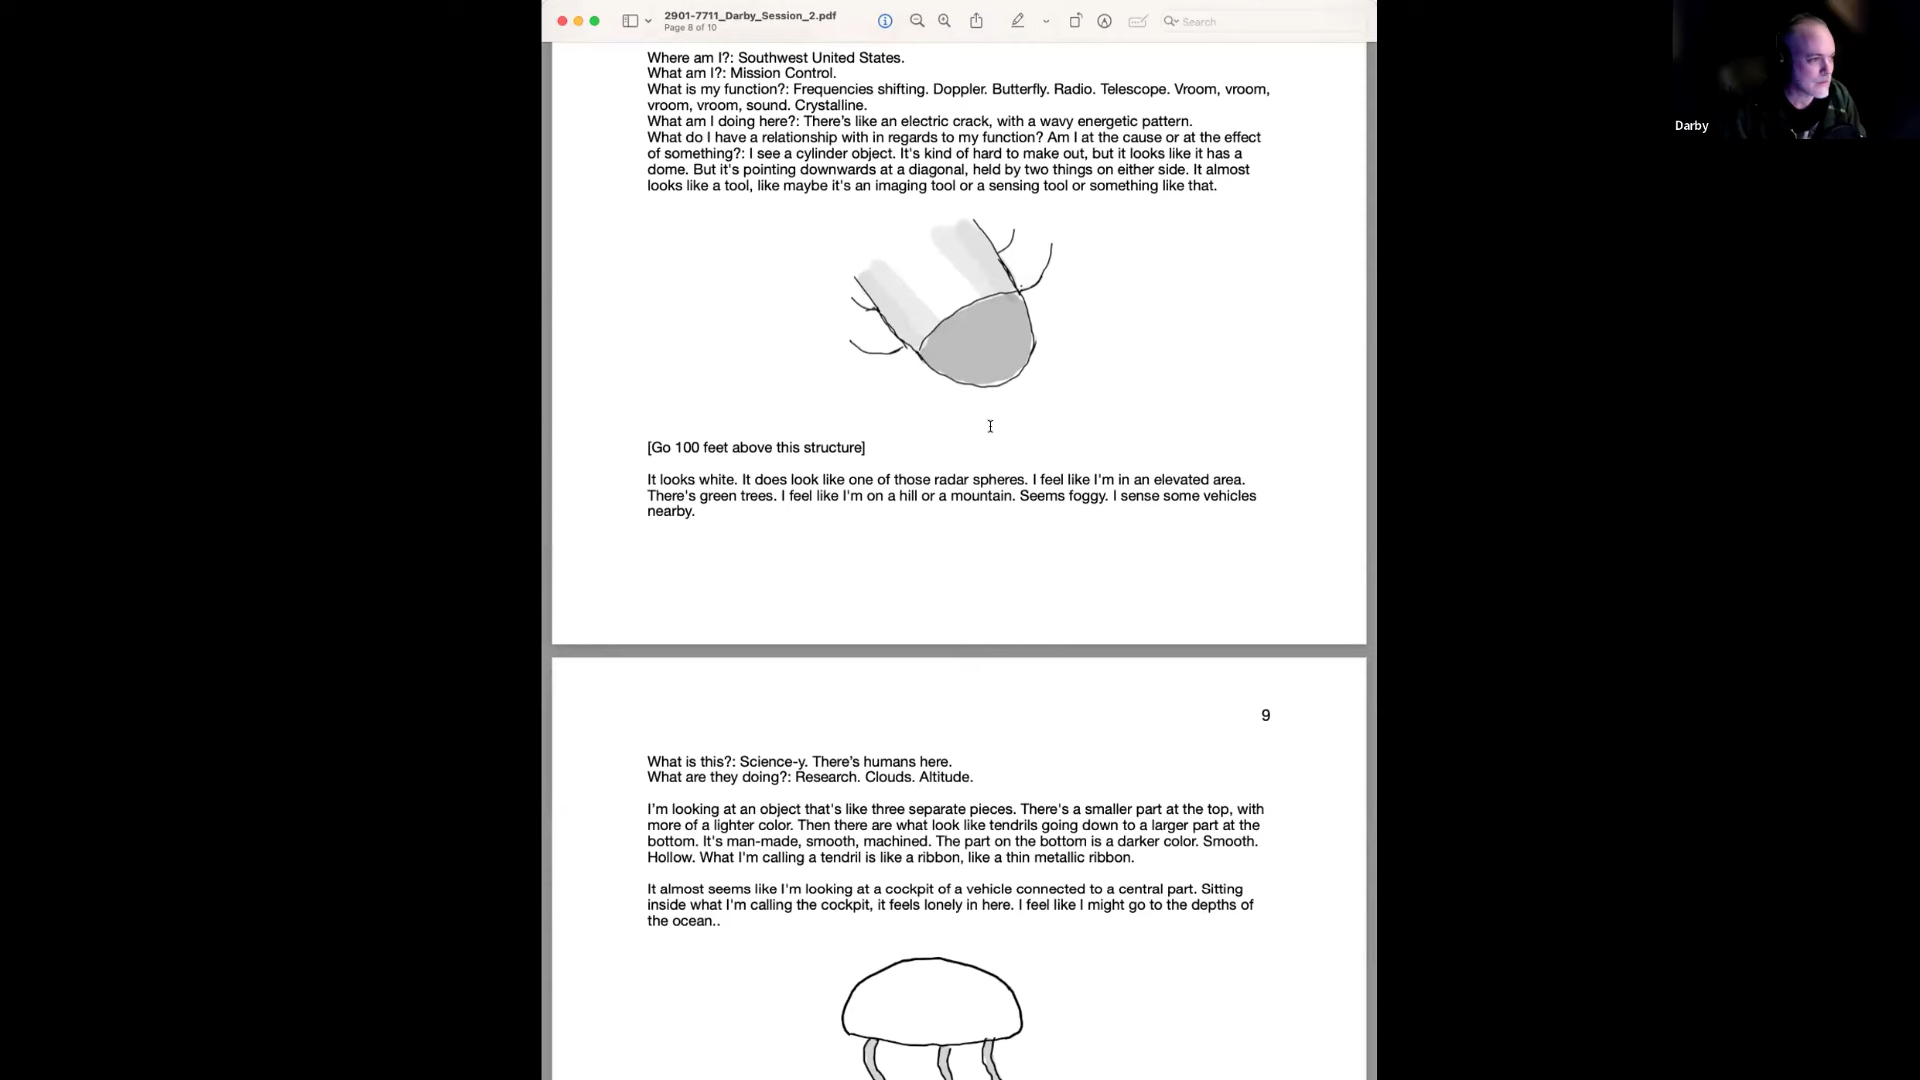 2901-7711_Darby_Session_2.pdf
Page 8 of 10
Search
Darby
Where am I?: Southwest United States.
What am I?: Mission Control.
What is my function?: Frequencies shifting. Doppler. Butterfly. Radio. Telescope. Vroom, vroom,
vroom, vroom, sound. Crystalline.
What am I doing here?: There's like an electric crack, with a wavy energetic pattern.
What do I have a relationship with in regards to my function? Am I at the cause or at the effect
of something?: I see a cylinder object. It's kind of hard to make out, but it looks like it has a
dome. But it's pointing downwards at a diagonal, held by two things on either side. It almost
looks like a tool, like maybe it's an imaging tool or a sensing tool or something like that.
[Go 100 feet above this structure]
It looks white. It does look like one of those radar spheres. I feel like I'm in an elevated area.
There's green trees. I feel like I'm on a hill or a mountain. Seems foggy. I sense some vehicles
nearby.
9
What is this?: Science-y. There's humans here.
What are they doing?: Research. Clouds. Altitude.
I'm looking at an object that's like three separate pieces. There's a smaller part at the top, with
more of a lighter color. Then there are what look like tendrils going down to a larger part at the
bottom. It's man-made, smooth, machined. The part on the bottom is a darker color. Smooth.
Hollow. What I'm calling a tendril is like a ribbon, like a thin metallic ribbon.
It almost seems like I'm looking at a cockpit of a vehicle connected to a central part. Sitting
inside what I'm calling the cockpit, it feels lonely in here. I feel like I might go to the depths of
the ocean..